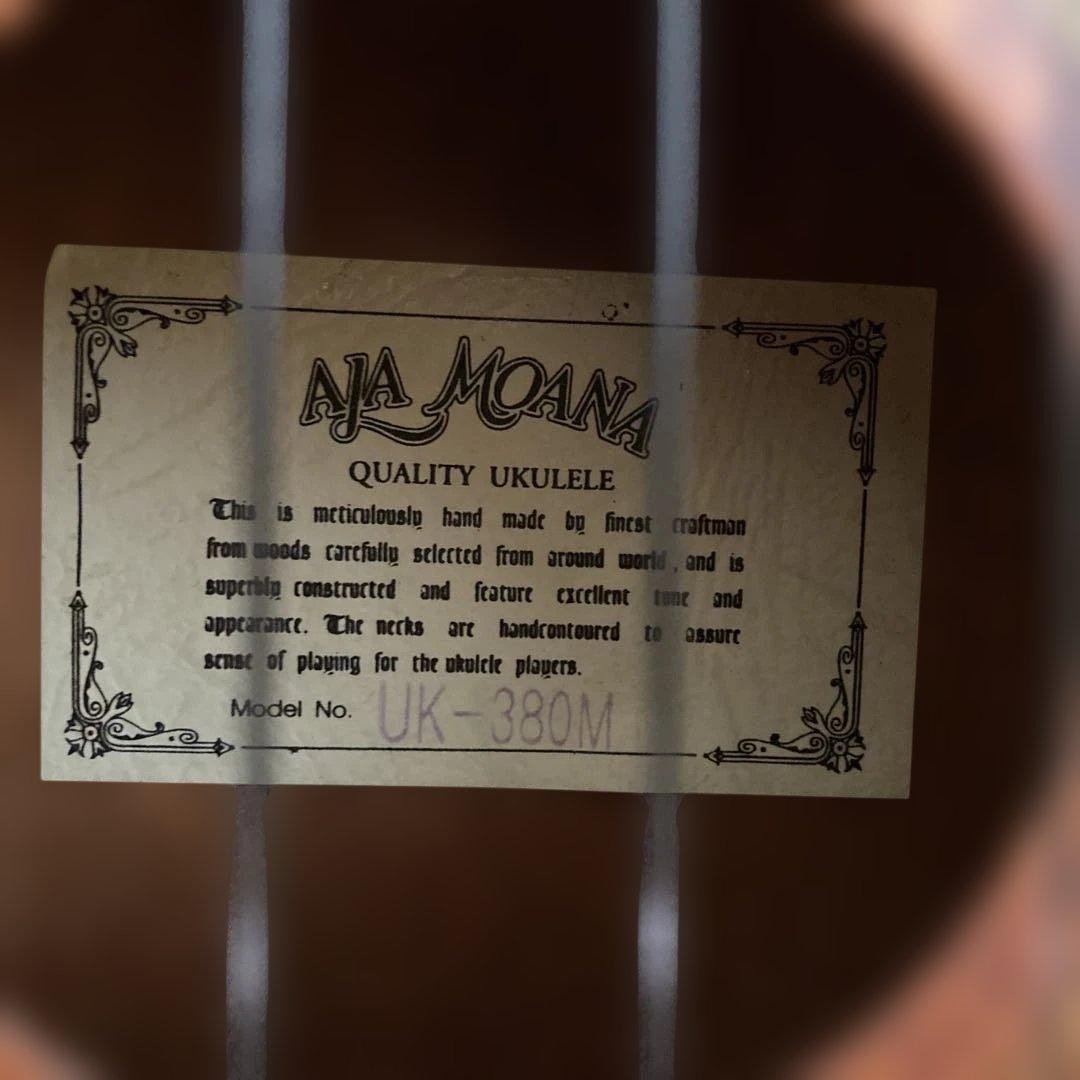 AJA MOANA
QUALITY UKULELE
This is meticulously hand made by finest craftman
from woods carefully selected from around world , and is
superbly constructed and feature excellent tone and
appearance. The necks are handcontoured to assure
sense of playing for the ukulele players.
Model No. UK-380M